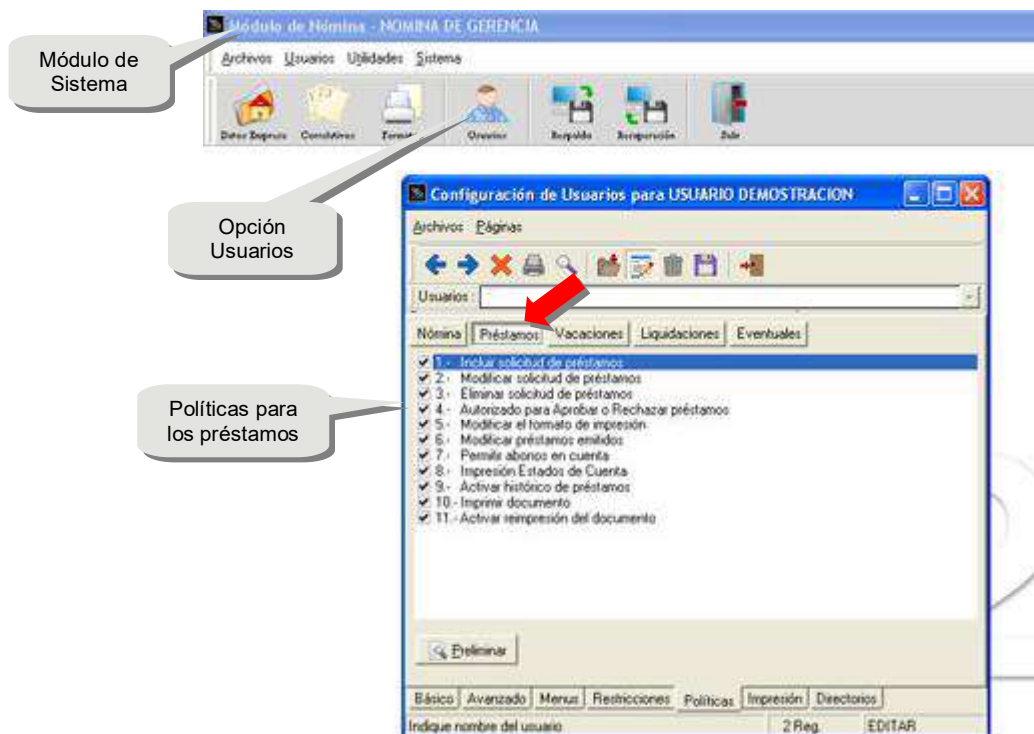 Módulo de Nómina - NOMINA DE GERENCIA
Módulo de
Sistema
Archivos Usuarios Utilidades Sistema
Datos Empresa Correlativos Usuarios Respaldo Recuperación Sale
Opción
Usuarios
Configuración de Usuarios para USUARIO DEMOSTRACION
Archivos Páginas
Usuarios :
Nómina Préstamos Vacaciones Liquidaciones Eventuales
1.- Incluir solicitud de préstamos
2.- Modificar solicitud de préstamos
3.- Eliminar solicitud de préstamos
4.- Autorizado para Aprobar o Rechazar préstamos
5.- Modificar el formato de impresión
6.- Modificar préstamos emitidos
7.- Permitir abonos en cuenta
8.- Impresión Estados de Cuenta
9.- Activar histórico de préstamos
10.- Imprimir documento
11.- Activar reimpresión del documento
Políticas para
los préstamos
Preliminar
Básico Avanzado Menus Restricciones Políticas Impresión Directorios
Indique nombre del usuario 2 Reg. EDITAR